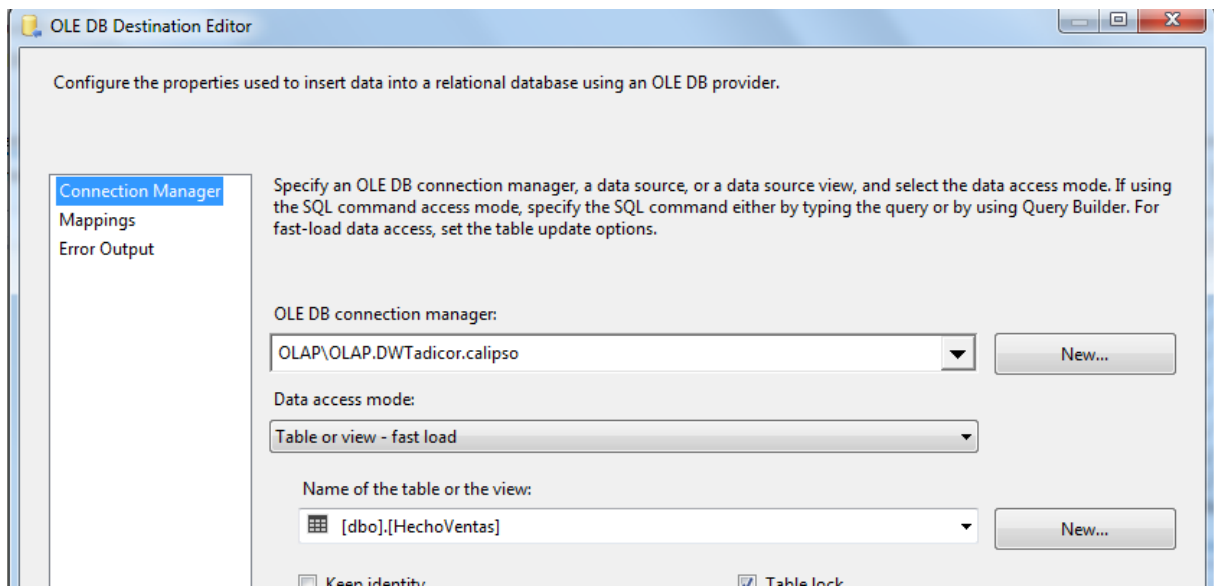 OLE DB Destination Editor
Configure the properties used to insert data into a relational database using an OLE DB provider.
Connection Manager
Mappings
Error Output
Specify an OLE DB connection manager, a data source, or a data source view, and select the data access mode. If using
the SQL command access mode, specify the SQL command either by typing the query or by using Query Builder. For
fast-load data access, set the table update options.
OLE DB connection manager:
OLAP\OLAP.DWTadicor.calipso
New...
Data access mode:
Table or view - fast load
Name of the table or the view:
[dbo].[HechoVentas]
New...
Keep identity
Table lock